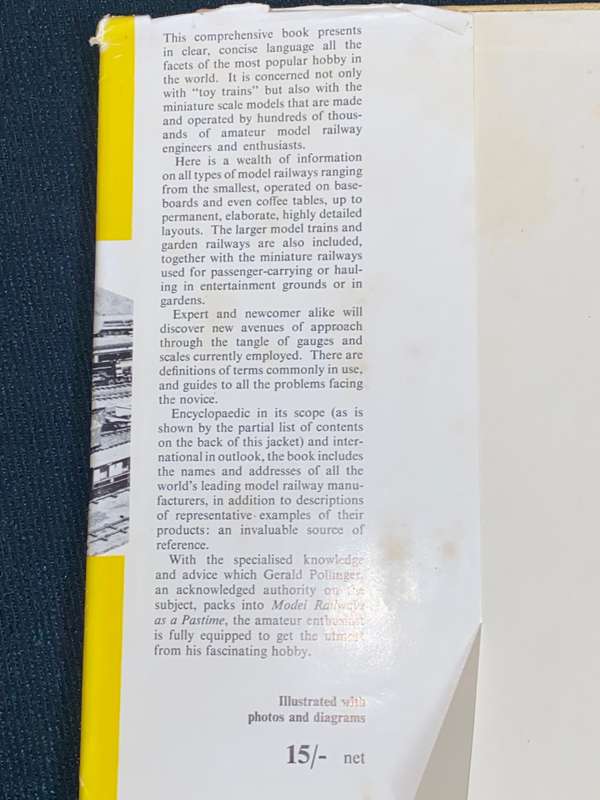 This comprehensive book presents
in clear, concise language all the
facets of the most popular hobby in
the world. It is concerned not only
with "toy trains" but also with the
miniature scale models that are made
and operated by hundreds of thous-
ands of amateur model railway
engineers and enthusiasts.
Here is a wealth of information
on all types of model railways ranging
from the smallest, operated on base-
boards and even coffee tables, up to
permanent, elaborate, highly detailed
layouts. The larger model trains and
garden railways are also included,
together with the miniature railways
used for passenger-carrying or haul-
ing in entertainment grounds or in
gardens.
Expert and newcomer alike will
discover new avenues of approach
through the tangle of gauges and
scales currently employed. There are
definitions of terms commonly in use,
and guides to all the problems facing
the novice.
Encyclopaedic in its scope (as is
shown by the partial list of contents
on the back of this jacket) and inter-
national in outlook, the book includes
the names and addresses of all the
world's leading model railway manu-
facturers, in addition to descriptions
of representative examples of their
products: an invaluable source of
reference.
With the specialised knowledge
and advice which Gerald Pollinger,
an acknowledged authority on the
subject, packs into Model Railways
as a Pastime, the amateur enthusiast
is fully equipped to get the utmost
from his fascinating hobby.
Illustrated with
photos and diagrams
15/- net